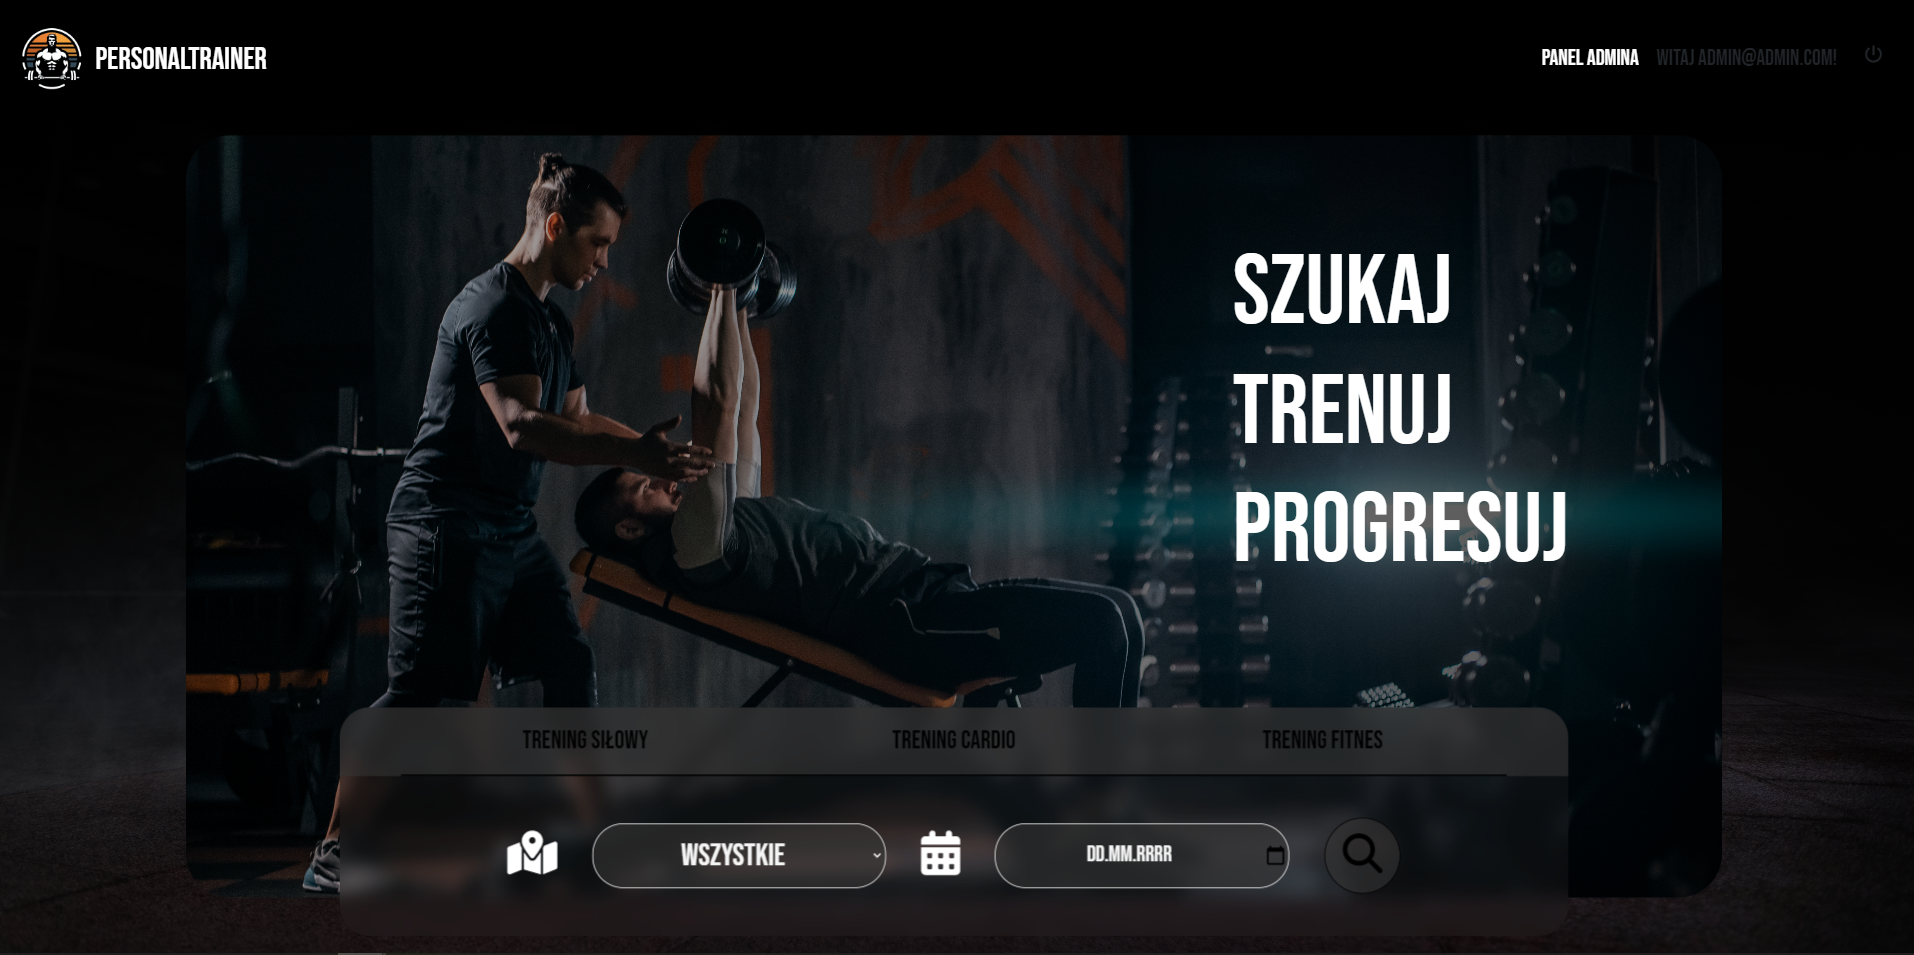 PERSONALTRAINER
PANEL ADMINA WITAJ ADMIN@ADMIN.COM!
SZUKAJ
TRENUJ
PROGRESUJ
TRENING SIŁOWY TRENING CARDIO TRENING FITNES
WSZYSTKIE DD.MM.RRRR